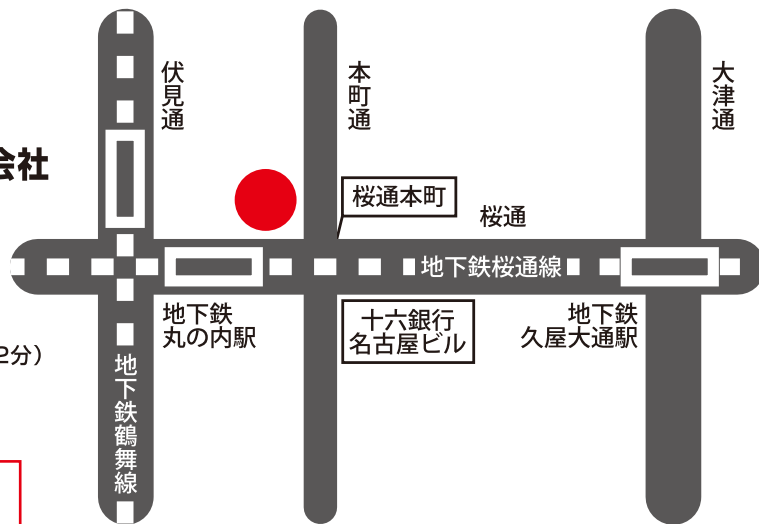 伏見通
本町通
大津通
会社
桜通本町
桜通
地下鉄桜通線
地下鉄
丸の内駅
十六銀行
名古屋ビル
地下鉄
久屋大通駅
2分）
地下鉄鶴舞線